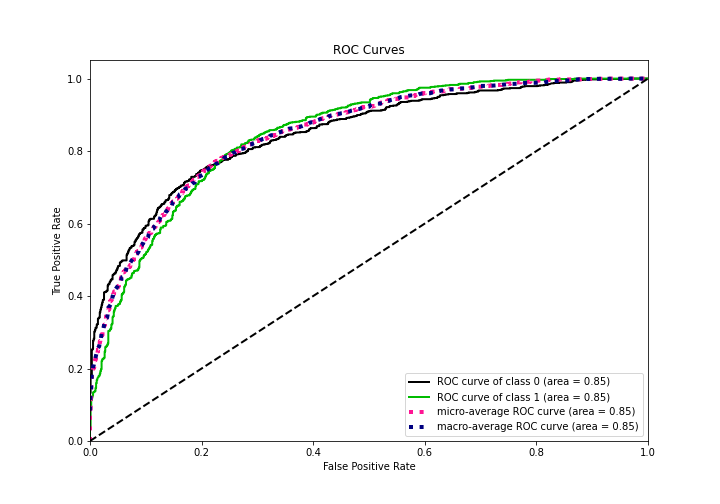 ROC Curves
True Positive Rate
1.0
0.8
0.6
0.4
0.2
0.0
ROC curve of class 0 (area = 0.85)
ROC curve of class 1 (area = 0.85)
micro-average ROC curve (area = 0.85)
macro-average ROC curve (area = 0.85)
0.0 0.2 0.4 0.6 0.8 1.0
False Positive Rate